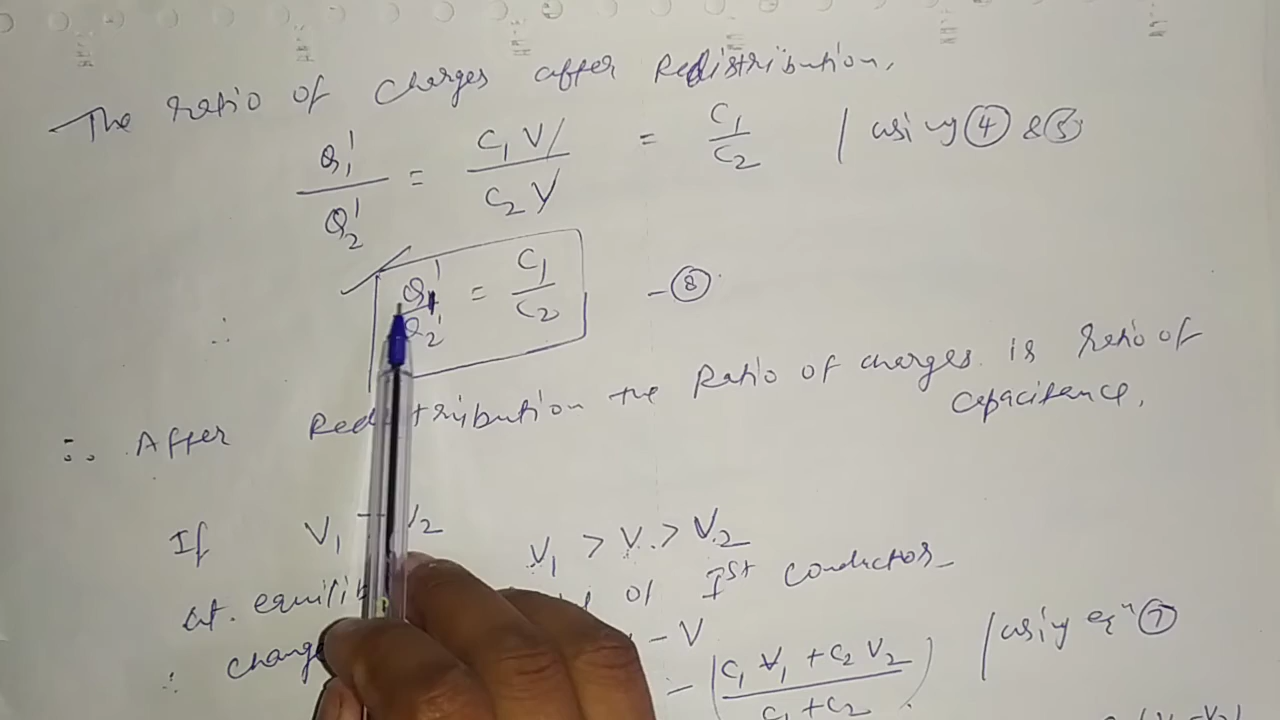 The ratio of charges after Redistribution,
Q₁' / Q₂' = C₁V / C₂V = C₁ / C₂ | using ④ & ⑤
∴ Q₁' / Q₂' = C₁ / C₂ – ⑧
∴ After Redistribution the Ratio of charges is ratio of
capacitance,
If V₁ V₂ V₁ > V > V₂
at. of Ist conductor
∴ – V
– (C₁V₁ + C₂V₂ / C₁ + C₂) | using eqⁿ ⑦